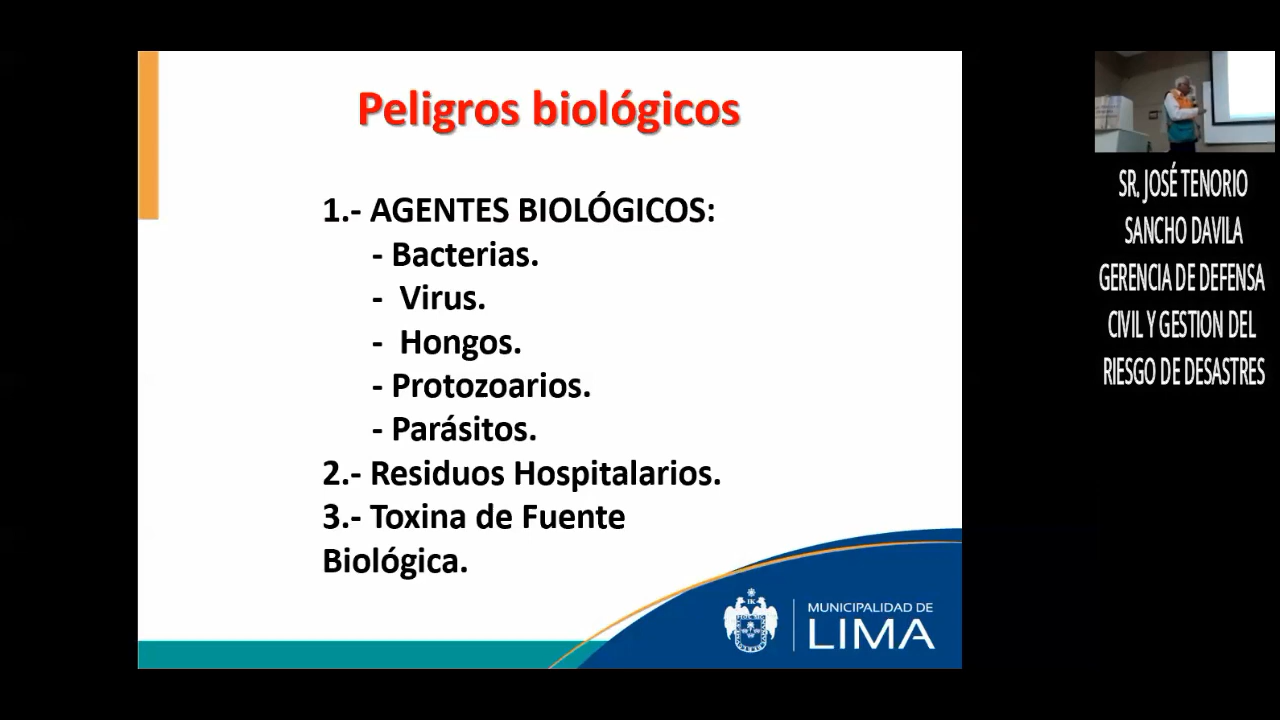 Peligros biológicos
1.- AGENTES BIOLÓGICOS:
- Bacterias.
- Virus.
- Hongos.
- Protozoarios.
- Parásitos.
2.- Residuos Hospitalarios.
3.- Toxina de Fuente
Biológica.
MUNICIPALIDAD DE
LIMA
SR. JOSÉ TENORIO
SANCHO DAVILA
GERENCIA DE DEFENSA
CIVIL Y GESTION DEL
RIESGO DE DESASTRES